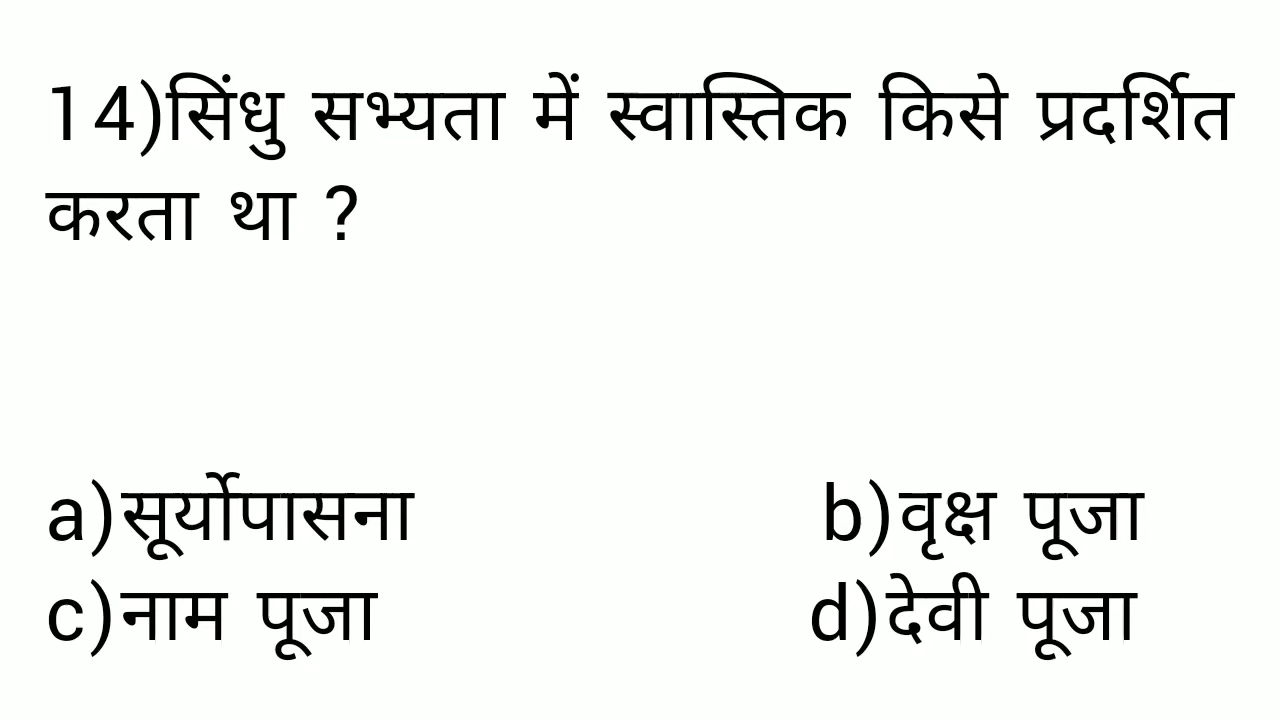 14)सिंधु सभ्यता में स्वास्तिक किसे प्रदर्शित
करता था ?
a)सूर्योपासना b)वृक्ष पूजा
c)नाम पूजा d)देवी पूजा